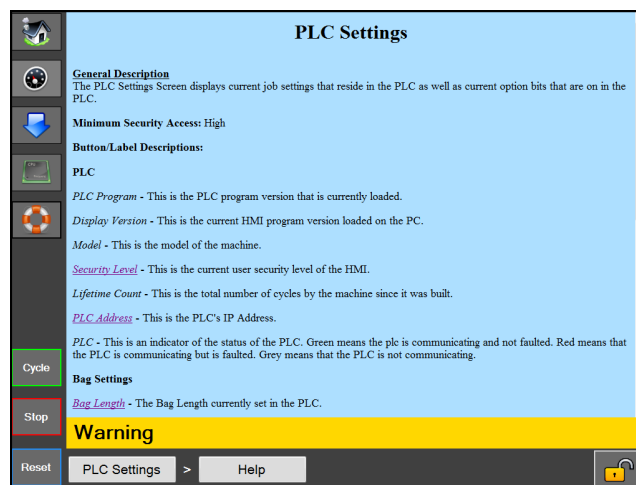 PLC Settings
General Description
The PLC Settings Screen displays current job settings that reside in the PLC as well as current option bits that are on in the
PLC.
Minimum Security Access: High
Button/Label Descriptions:
PLC
PLC Program - This is the PLC program version that is currently loaded.
Display Version - This is the current HMI program version loaded on the PC.
Model - This is the model of the machine.
Security Level - This is the current user security level of the HMI.
Lifetime Count - This is the total number of cycles by the machine since it was built.
PLC Address - This is the PLC's IP Address.
PLC - This is an indicator of the status of the PLC. Green means the plc is communicating and not faulted. Red means that
the PLC is communicating but is faulted. Grey means that the PLC is not communicating.
Bag Settings
Bag Length - The Bag Length currently set in the PLC.
Cycle
Stop
Warning
Reset
PLC Settings > Help